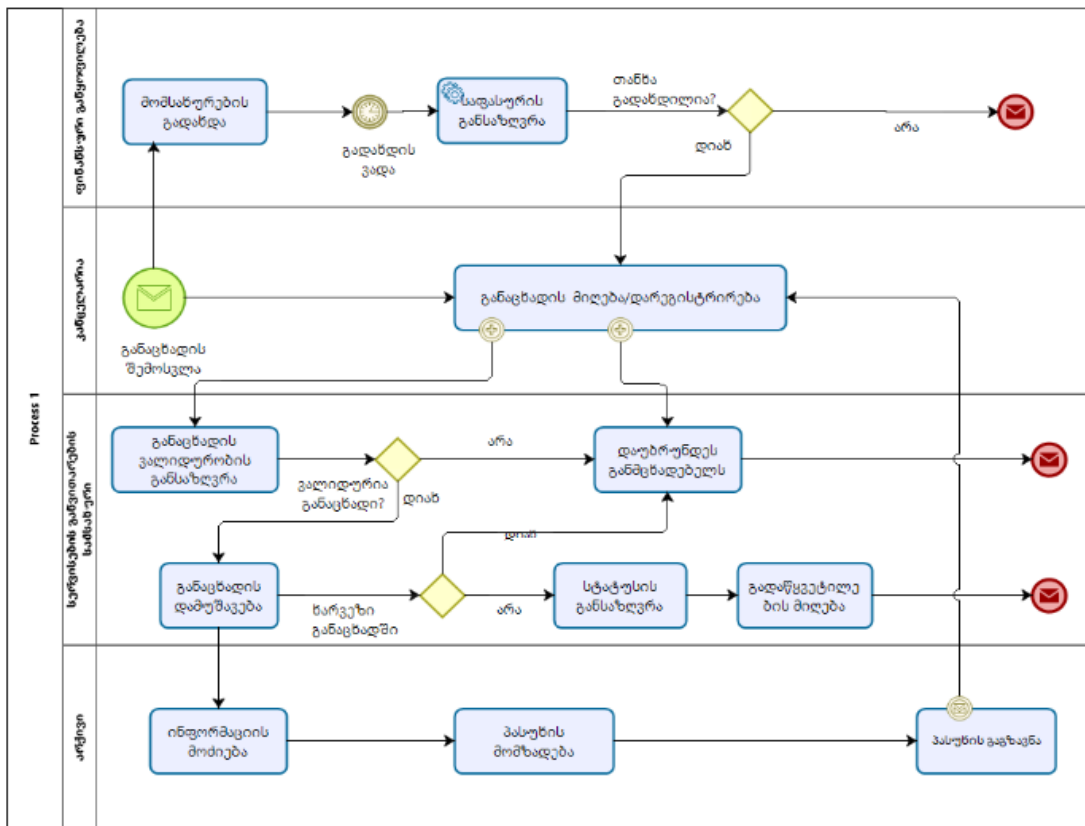 Process 1
ფინანსური განყოფილება
მომსახურების
გადახდა
გადახდის
ვადა
საფასურის
განსაზღვრა
თანხა
გადახდილია?
არა
დიახ
კანცელარია
განაცხადის
შემოსვლა
განაცხადის მიღება/დარეგისტრირება
სერვისების განვითარების
სამსახური
განაცხადის
ვალიდურობის
განსაზღვრა
ვალიდურია
განაცხადი?
არა
დიახ
დაუბრუნდეს
განმცხადებელს
განაცხადის
დამუშავება
ხარვეზი
განაცხადში
დიახ
არა
სტატუსის
განსაზღვრა
გადაწყვეტილე
ბის მიღება
არქივი
ინფორმაციის
მოძიება
პასუხის
მომზადება
პასუხის გაგზავნა